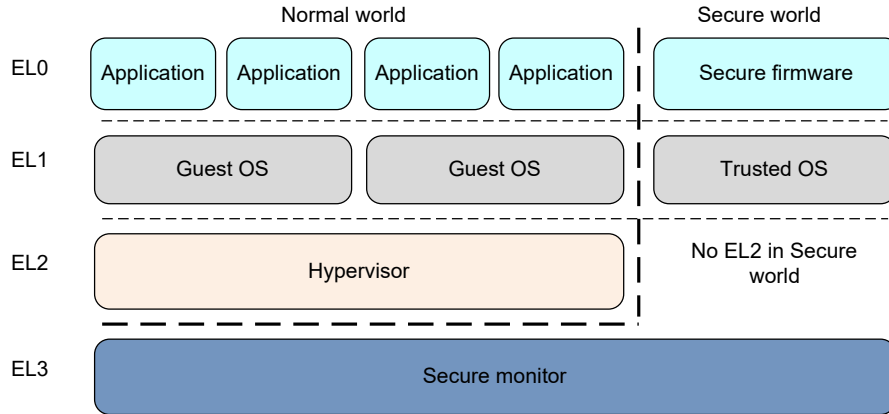 Normal world
Secure world
EL0
Application
Application
Application
Application
Secure firmware
EL1
Guest OS
Guest OS
Trusted OS
EL2
Hypervisor
No EL2 in Secure
world
EL3
Secure monitor